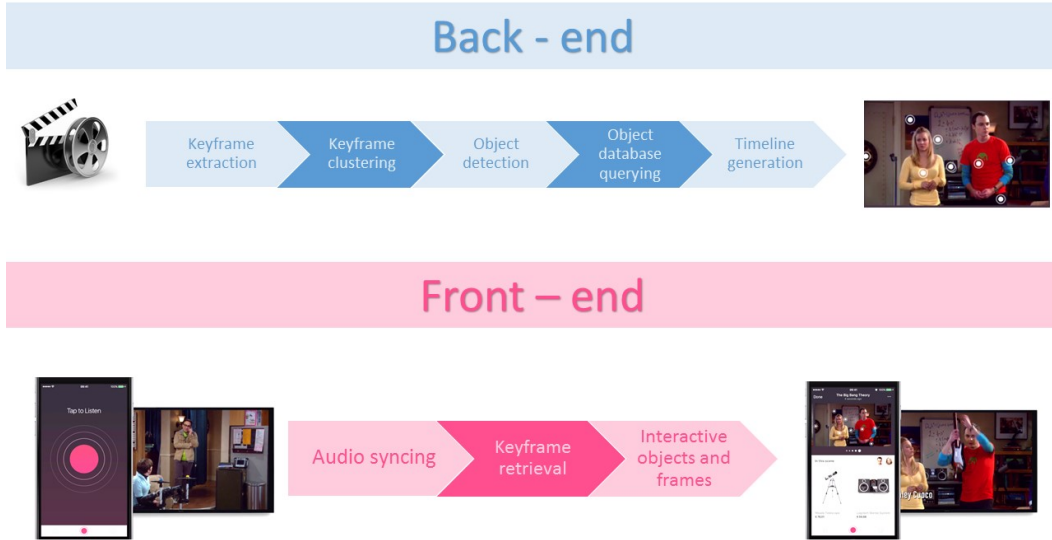 Back - end
Keyframe
extraction
Keyframe
clustering
Object
detection
Object
database
querying
Timeline
generation
Front – end
Tap to Listen
Audio syncing
Keyframe
retrieval
Interactive
objects and
frames
Done
The Big Bang Theory